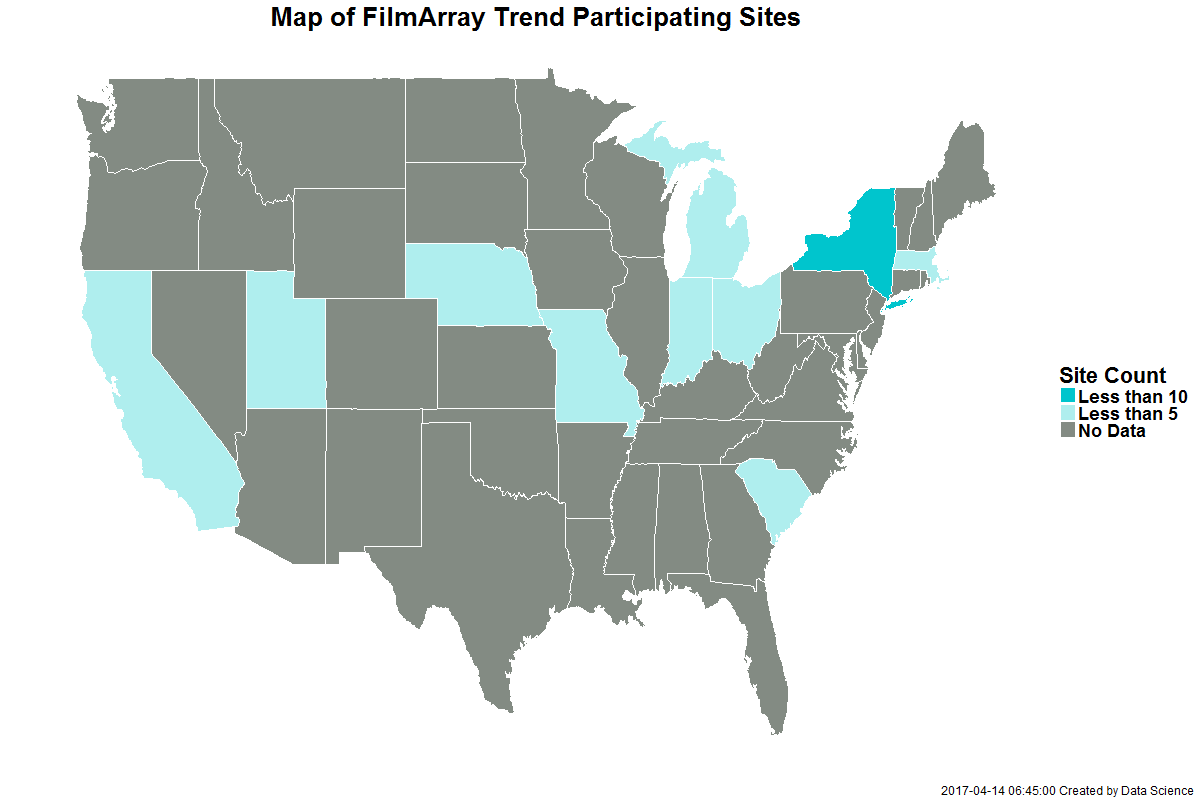 Map of FilmArray Trend Participating Sites
Site Count
Less than 10
Less than 5
No Data
2017-04-14 06:45:00 Created by Data Science